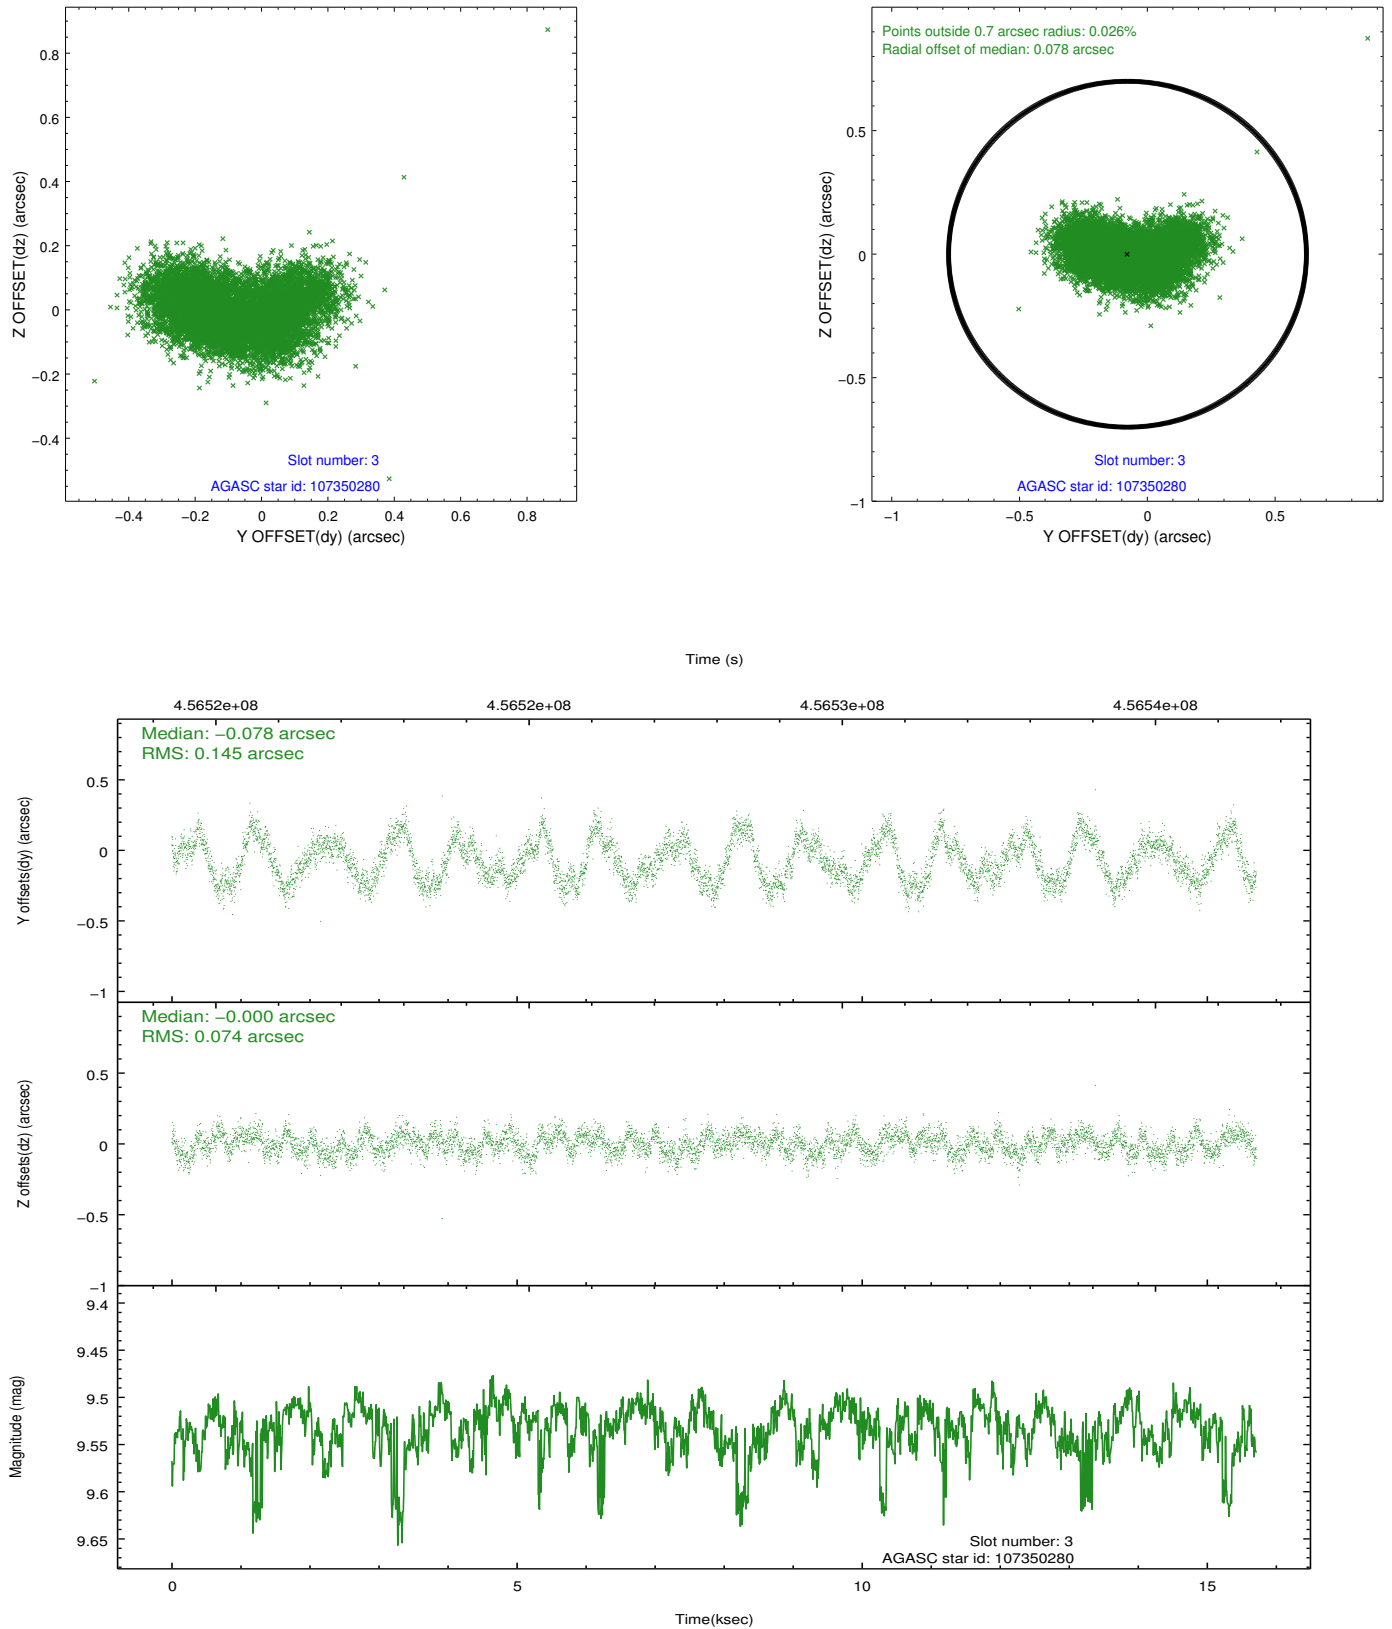 0.8
0.6
0.4
0.2
0
−0.2
−0.4
Z OFFSET(dz) (arcsec)
−0.4 −0.2 0 0.2 0.4 0.6 0.8
Y OFFSET(dy) (arcsec)
Slot number: 3
AGASC star id: 107350280
Points outside 0.7 arcsec radius: 0.026%
Radial offset of median: 0.078 arcsec
0.5
0
−0.5
−1
Z OFFSET(dz) (arcsec)
Slot number: 3
AGASC star id: 107350280
−1 −0.5 0 0.5
Y OFFSET(dy) (arcsec)
Time (s)
4.5652e+08 4.5652e+08 4.5653e+08 4.5654e+08
Median: −0.078 arcsec
RMS: 0.145 arcsec
0.5
0
−0.5
−1
Y offsets(dy) (arcsec)
Median: −0.000 arcsec
RMS: 0.074 arcsec
0.5
0
−0.5
−1
Z offsets(dz) (arcsec)
9.4
9.45
9.5
9.55
9.6
9.65
Magnitude (mag)
Slot number: 3
AGASC star id: 107350280
0 5 10 15
Time(ksec)